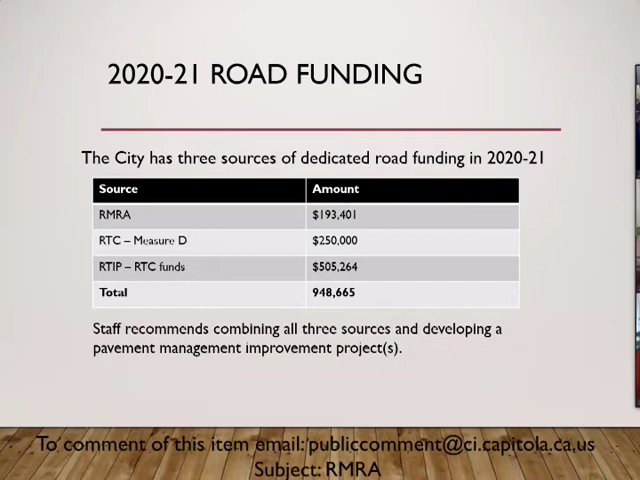 2020-21 ROAD FUNDING
The City has three sources of dedicated road funding in 2020-21
Source Amount
RMRA $193,401
RTC – Measure D $250,000
RTIP – RTC funds $505,264
Total 948,665
Staff recommends combining all three sources and developing a
pavement management improvement project(s).
To comment of this item email: publiccomment@ci.capitola.ca.us
Subject: RMRA